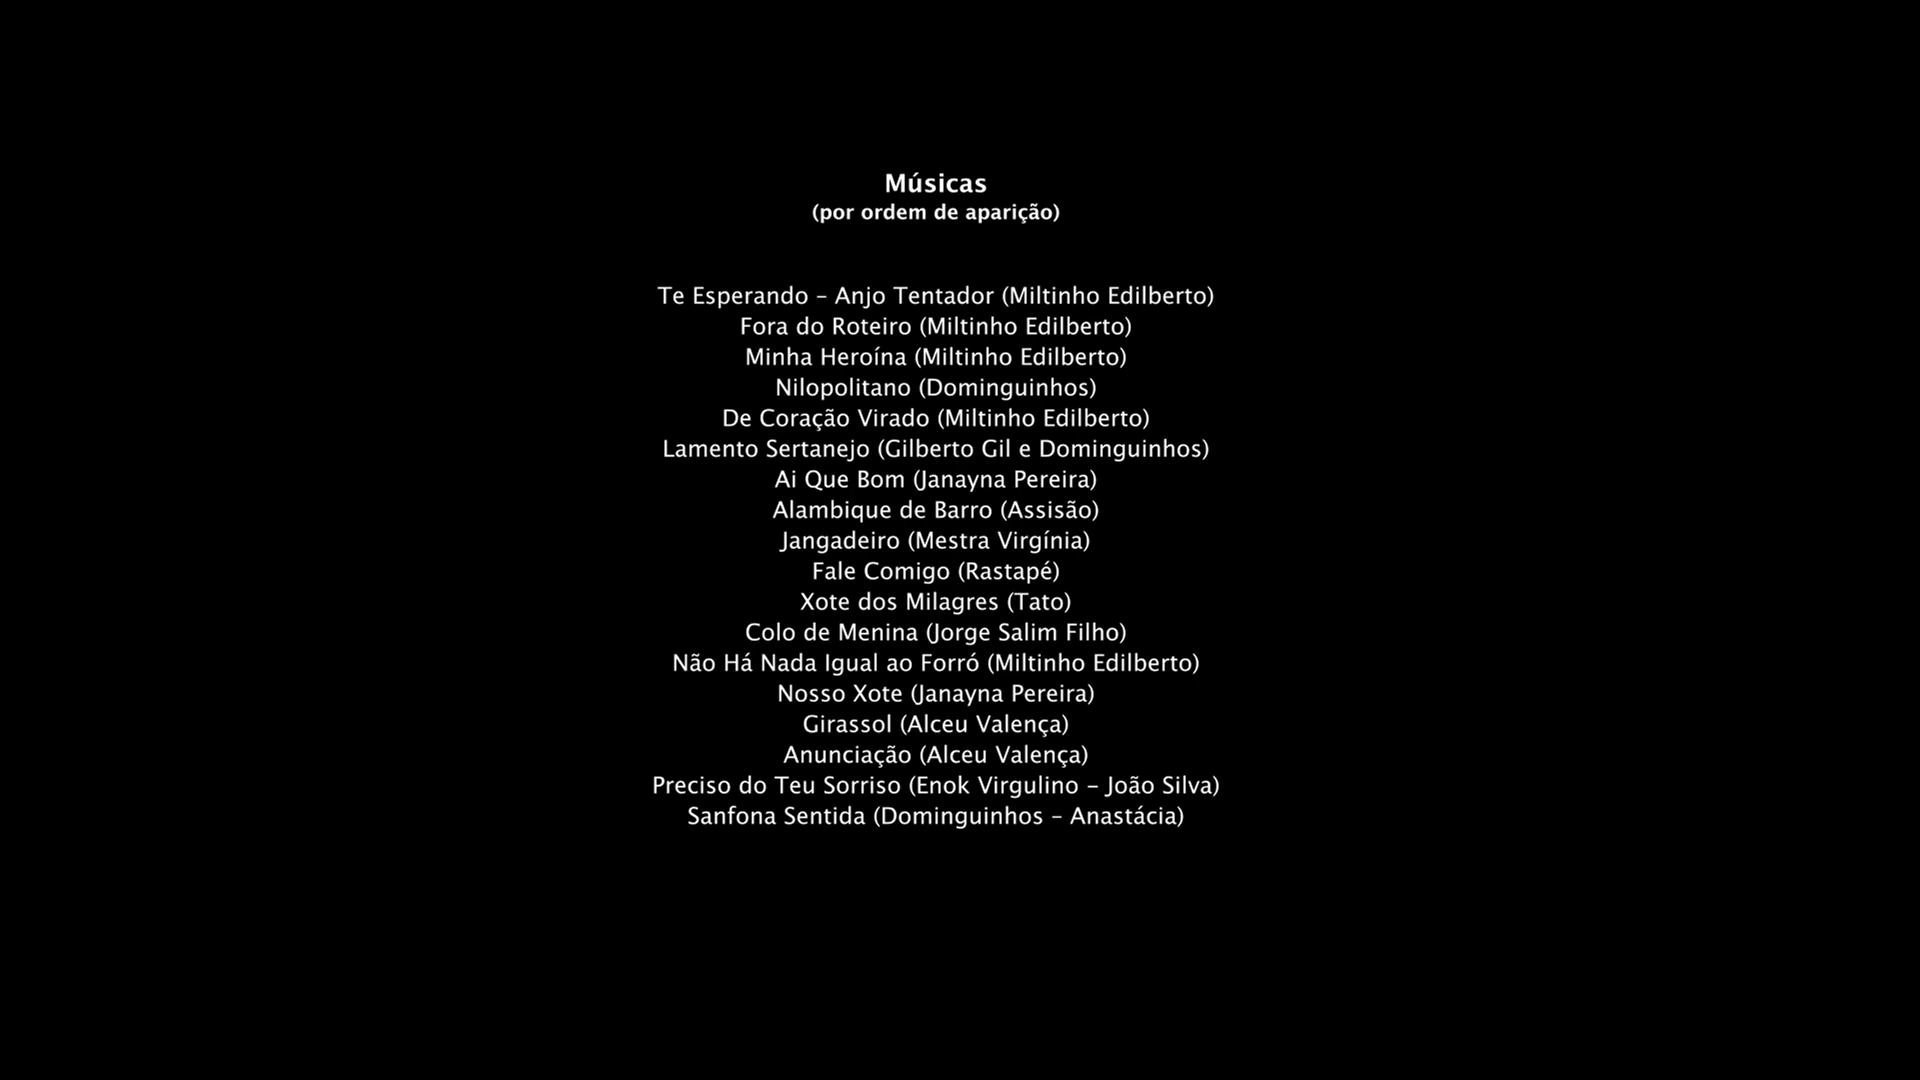 Músicas
(por ordem de aparição)
Te Esperando – Anjo Tentador (Miltinho Edilberto)
Fora do Roteiro (Miltinho Edilberto)
Minha Heroína (Miltinho Edilberto)
Nilopolitano (Dominguinhos)
De Coração Virado (Miltinho Edilberto)
Lamento Sertanejo (Gilberto Gil e Dominguinhos)
Ai Que Bom (Janayna Pereira)
Alambique de Barro (Assisão)
Jangadeiro (Mestra Virgínia)
Fale Comigo (Rastapé)
Xote dos Milagres (Tato)
Colo de Menina (Jorge Salim Filho)
Não Há Nada Igual ao Forró (Miltinho Edilberto)
Nosso Xote (Janayna Pereira)
Girassol (Alceu Valença)
Anunciação (Alceu Valença)
Preciso do Teu Sorriso (Enok Virgulino – João Silva)
Sanfona Sentida (Dominguinhos – Anastácia)